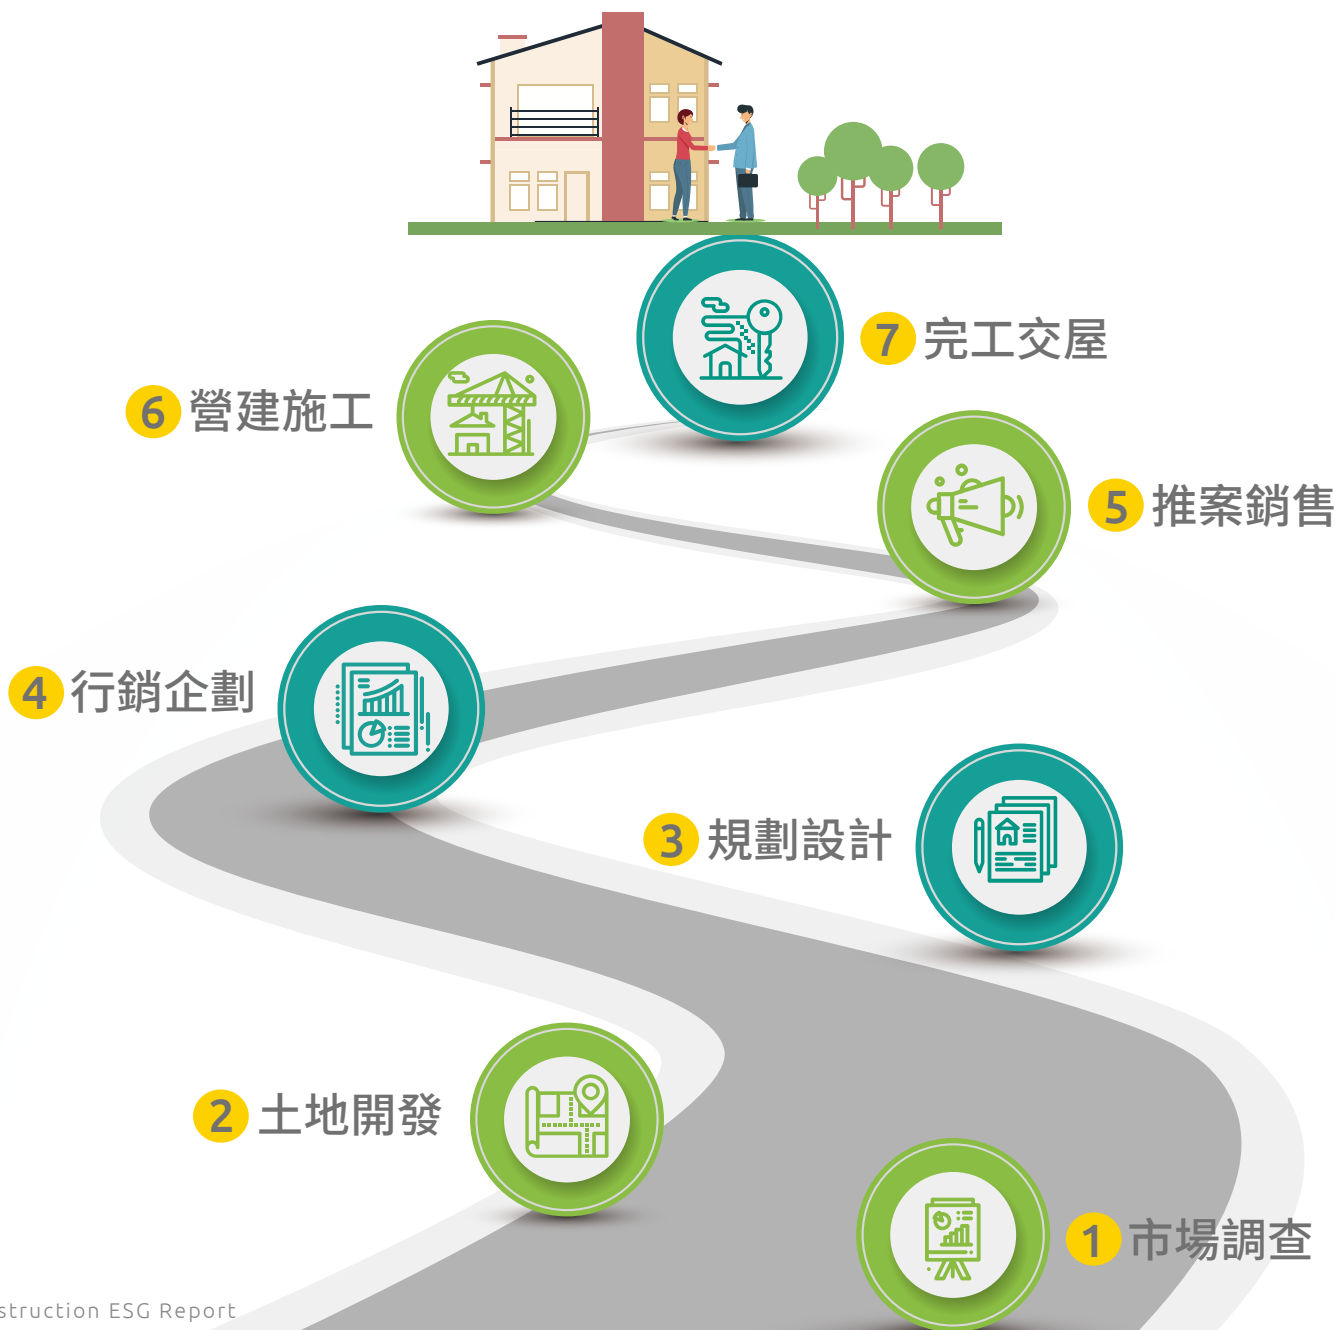 7 完工交屋
6 營建施工
5 推案銷售
4 行銷企劃
3 規劃設計
2 土地開發
1 市場調查
struction ESG Report